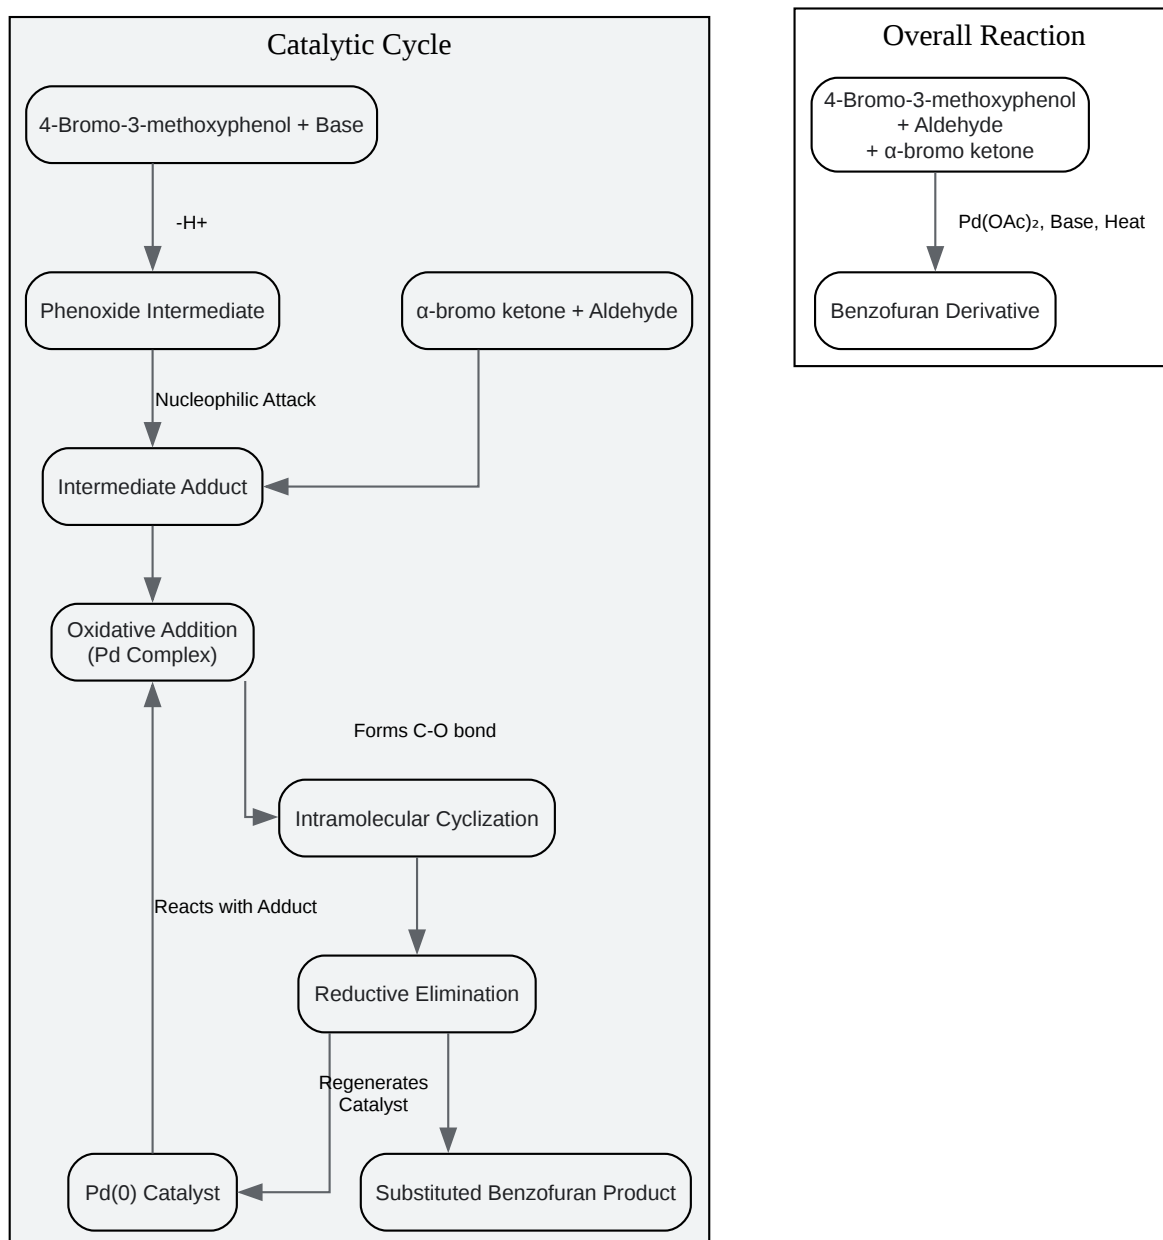 Catalytic Cycle
4-Bromo-3-methoxyphenol + Base
-H+
Phenoxide Intermediate
α-bromo ketone + Aldehyde
Nucleophilic Attack
Intermediate Adduct
Oxidative Addition
(Pd Complex)
Forms C-O bond
Intramolecular Cyclization
Reacts with Adduct
Reductive Elimination
Regenerates
Catalyst
Pd(0) Catalyst
Substituted Benzofuran Product
Overall Reaction
4-Bromo-3-methoxyphenol
+ Aldehyde
+ α-bromo ketone
Pd(OAc)₂, Base, Heat
Benzofuran Derivative